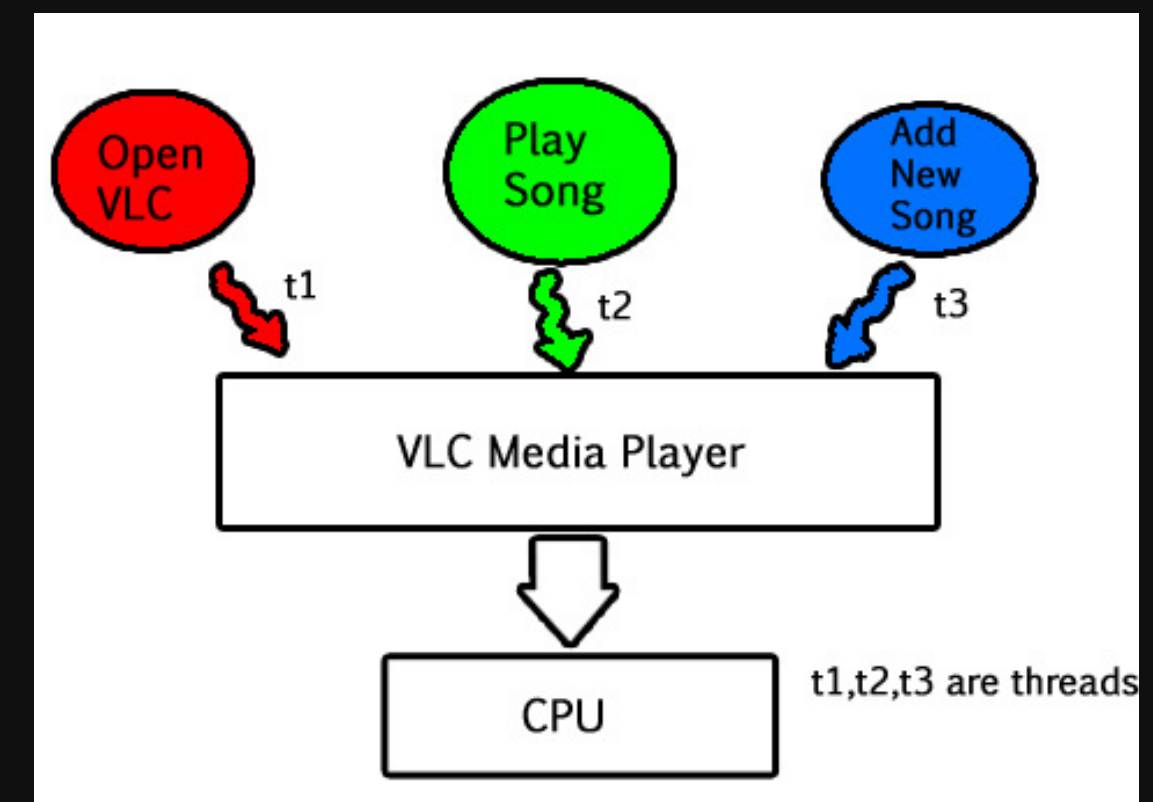 Open
VLC
Play
Song
Add
New
Song
t1
t2
t3
VLC Media Player
CPU
t1,t2,t3 are threads